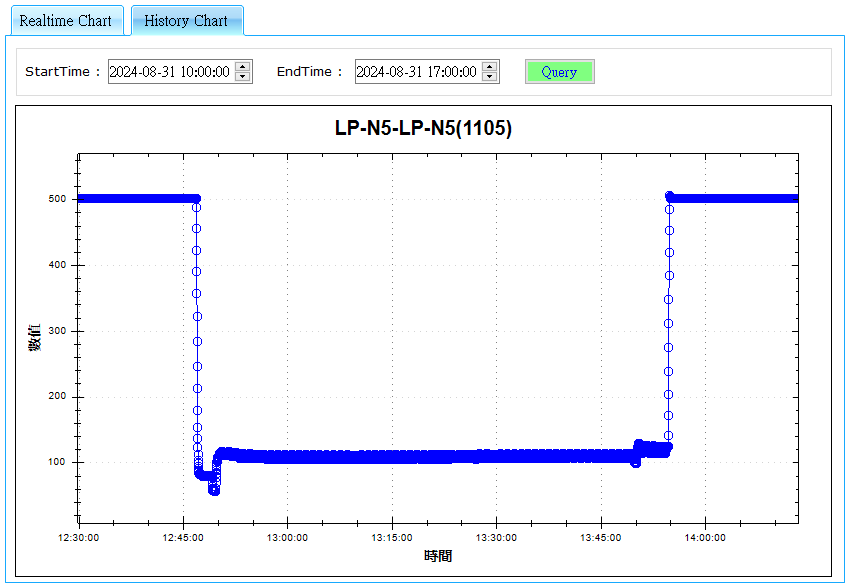 Realtime Chart History Chart
StartTime : 2024-08-31 10:00:00 EndTime : 2024-08-31 17:00:00 Query
LP-N5-LP-N5(1105)
500
400
300
200
100
數值
12:30:00 12:45:00 13:00:00 13:15:00 13:30:00 13:45:00 14:00:00
時間